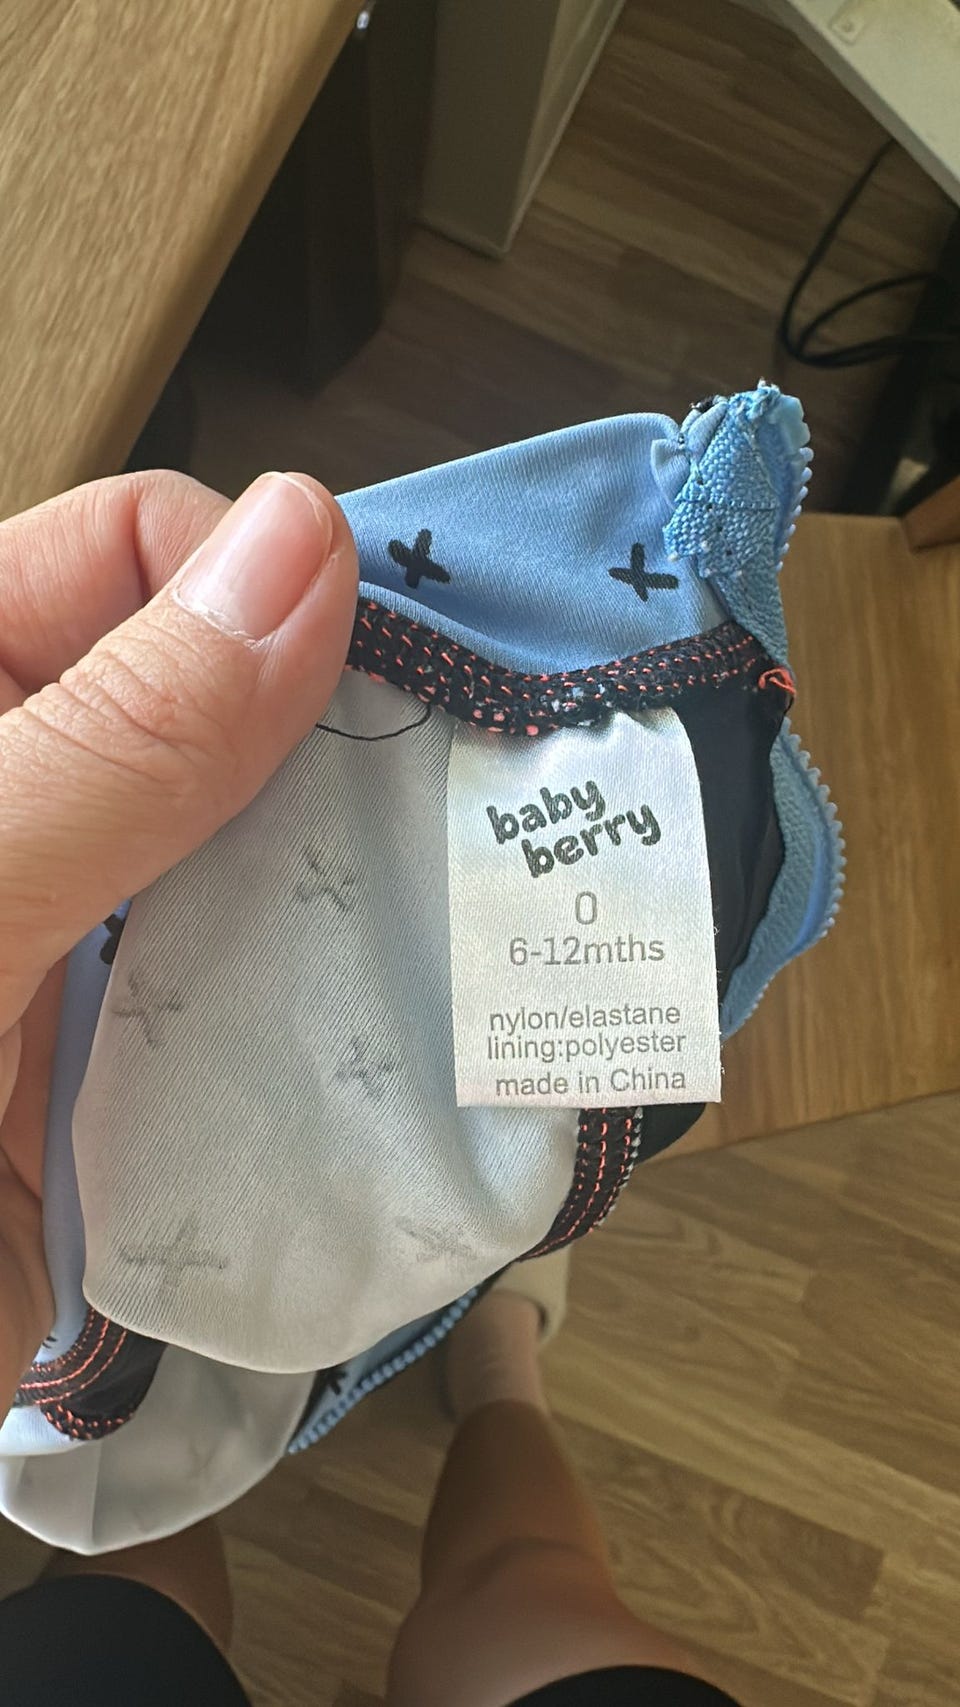 baby
berry
0
6-12mths
nylon/elastane
lining:polyester
made in China